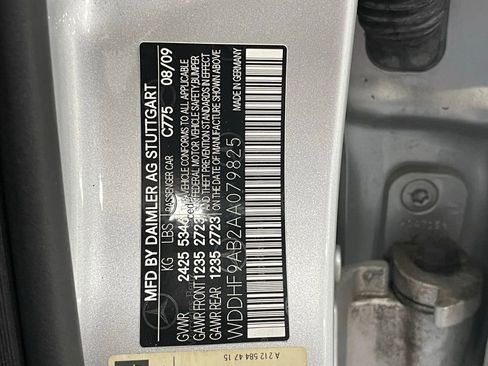 MFD BY DAIMLER AG STUTTGART
KG LBS PASSENGER CAR C775 08/09
GVWR 2425 5346 VEHICLE CONFORMS TO ALL APPLICABLE
GAWR FRONT 1235 2723 FEDERAL MOTOR VEHICLE SAFETY, BUMPER
AND THEFT PREVENTION STANDARDS IN EFFECT
GAWR REAR 1235 2723 ON THE DATE OF MANUFACTURE SHOWN ABOVE
WDDHF9AB2AA079825 MADE IN GERMANY
A 212 584 47 15